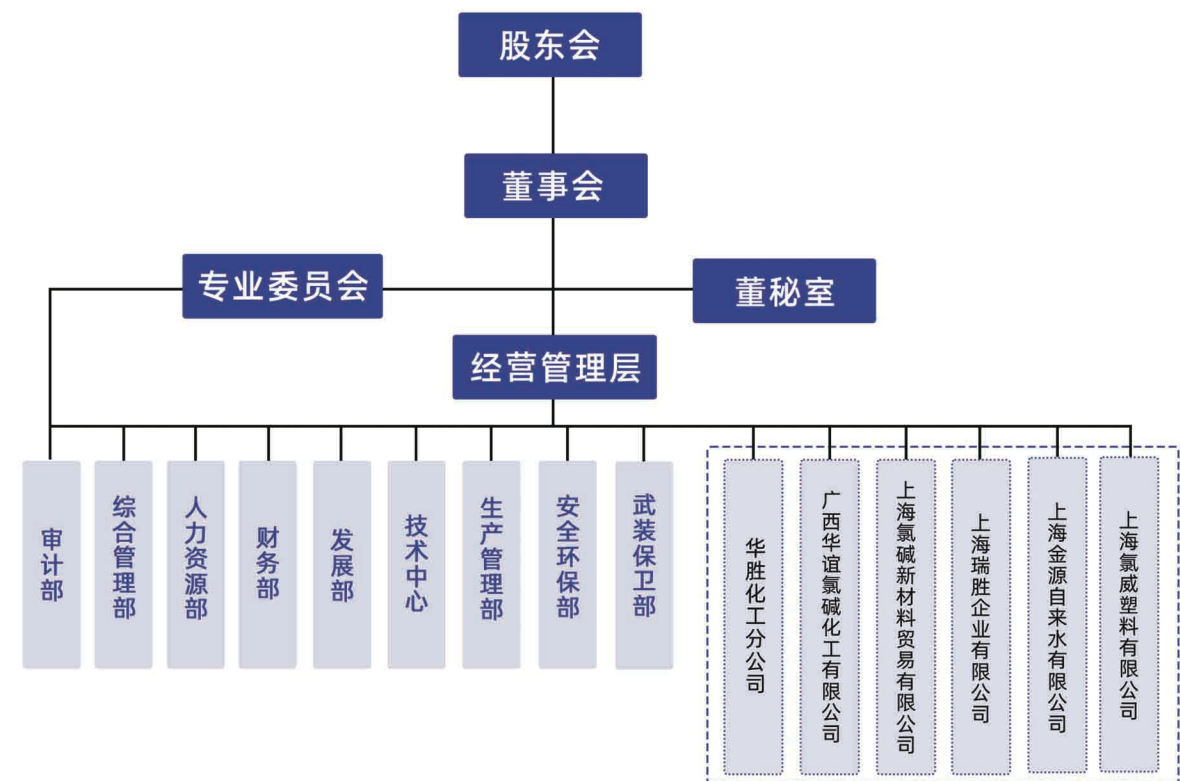 股东会
董事会
专业委员会
董秘室
经营管理层
审计部
综合管理部
人力资源部
财务部
发展部
技术中心
生产管理部
安全环保部
武装保卫部
华胜化工分公司
广西华谊氯碱化工有限公司
上海氯碱新材料贸易有限公司
上海瑞胜企业有限公司
上海金源自来水有限公司
上海氯威塑料有限公司